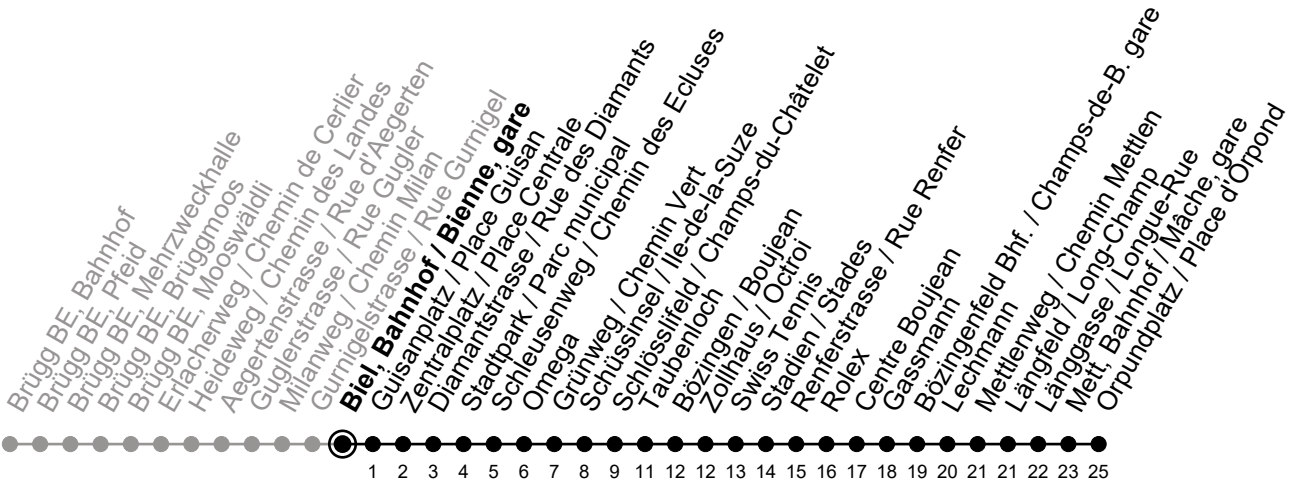 Brügg BE, Bahnhof
Brügg BE, Pfeid
Brügg BE, Mehrzweckhalle
Brügg BE, Brüggmoos
Brügg BE, Mooswäldli
Erlacherweg / Chemin de Cerlier
Heideweg / Chemin des Landes
Aegertenstrasse / Rue d'Aegerten
Guglerstrasse / Rue Gugler
Milanweg / Chemin Milan
Gurnigelstrasse / Rue Gurnigel
Biel, Bahnhof / Bienne, gare
Guisanplatz / Place Guisan
Zentralplatz / Place Centrale
Diamantstrasse / Rue des Diamants
Stadtpark / Parc municipal
Schleusenweg / Chemin des Ecluses
Omega
Grünweg / Chemin Vert
Schüssinsel / Ile-de-la-Suze
Schlösslifeld / Champs-du-Châtelet
Taubenloch
Bözingen / Boujean
Zollhaus / Octroi
Swiss Tennis
Stadien / Stades
Renferstrasse / Rue Renfer
Rolex
Centre Boujean
Gassmann
Bözingenfeld Bhf. / Champs-de-B. gare
Lechmann
Mettlenweg / Chemin Mettlen
Längfeld / Long-Champ
Länggasse / Longue-Rue
Mett, Bahnhof / Mâche, gare
Orpundplatz / Place d'Orpond
1 2 3 4 5 6 7 8 9 11 12 12 13 14 15 16 17 18 19 20 21 21 22 23 25